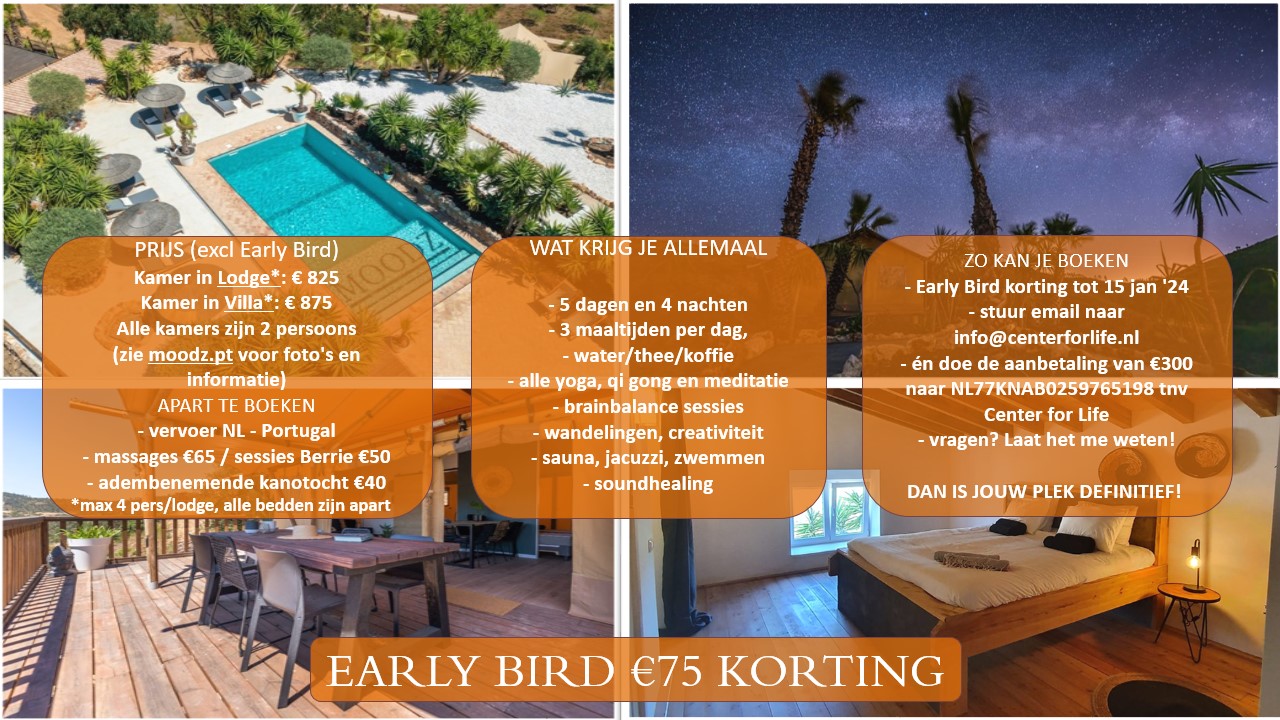 PRIJS (excl Early Bird)
Kamer in Lodge*: € 825
Kamer in Villa*: € 875
Alle kamers zijn 2 persoons
(zie moodz.pt voor foto's en
informatie)
APART TE BOEKEN
- vervoer NL - Portugal
- massages €65 / sessies Berrie €50
- adembenemende kanotocht €40
*max 4 pers/lodge, alle bedden zijn apart
MOODZ
WAT KRIJG JE ALLEMAAL
- 5 dagen en 4 nachten
- 3 maaltijden per dag,
- water/thee/koffie
- alle yoga, qi gong en meditatie
- brainbalance sessies
- wandelingen, creativiteit
- sauna, jacuzzi, zwemmen
- soundhealing
ZO KAN JE BOEKEN
- Early Bird korting tot 15 jan '24
- stuur email naar
info@centerforlife.nl
- én doe de aanbetaling van €300
naar NL77KNAB0259765198 tnv
Center for Life
- vragen? Laat het me weten!
DAN IS JOUW PLEK DEFINITIEF!
EARLY BIRD €75 KORTING